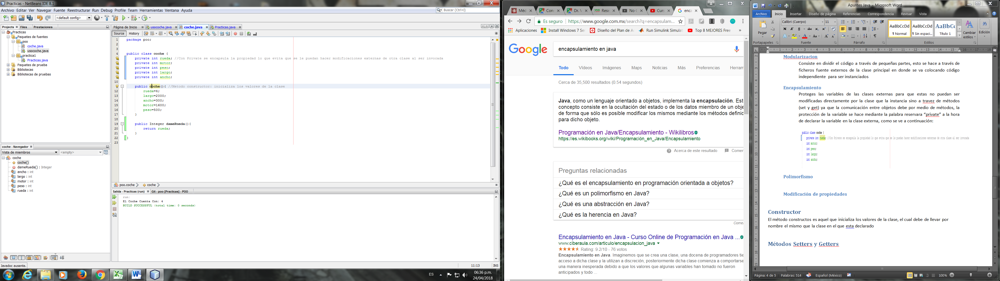 Practicas - NetBeans IDE 8.1
Archivo Editar Ver Navegar Fuente Reestructurar Run Debug Profile Team Herramientas Ventana Ayuda
Buscar (Ctrl+I)
<default config>
Projects Files Prestaciones
Practicas
Paquetes de fuentes
poo
coche.java
usocoche.java
practica1
Practicas.java
Paquetes de prueba
Bibliotecas
Bibliotecas de pruebas
coche - Navegador
Vista de miembros <empty>
coche
coche()
dameRueda() : Integer
ancho : int
largo : int
motor : int
peso : int
rueda : int
Javadoc ausente.
Página de Inicio usocoche.java coche.java Practicas.java
Source History
1 package poo;
2
3
4 public class coche {
private int rueda; //Con Private se encapsula la propiedad lo que evita que se le puedan hacer modificaciones externas de otra clase al ser invocada
private int motor;
private int peso;
private int largo;
private int ancho;
10
public coche(){ //Metodo constructor: inicializa los valores de la clase
12 rueda=4;
13 largo=2000;
14 ancho=300;
15 motor=1600;
16 peso=500;
17 }
18
19 public Integer dameRueda(){
20 return rueda;
21 }
22 }
23
poo.coche coche
Salida - Practicas (run) Git - poo [Practicas] - POO
run:
El Coche Cuenta Con: 4
BUILD SUCCESSFUL (total time: 0 seconds)
11:13 INS
ES 06:36 p.m.
24/04/2018
Méd Cons Dr. V Rese No C Curs enca
Es seguro https://www.google.com.mx/search?q=encapsulam...
Aplicaciones Install Windows 7 Ser Diseño del Plan de A Run Simulink Simulat Top 8 MEJORES Free »
Google encapsulamiento en java
Todo Vídeos Imágenes Maps Noticias Más Preferencias Herram
Cerca de 35,500 resultados (0.54 segundos)
Java, como un lenguaje orientado a objetos, implementa la encapsulación. Est
concepto consiste en la ocultación del estado o de los datos miembro de un obje
de forma que sólo es posible modificar los mismos mediante los métodos definic
para dicho objeto.
Programación en Java/Encapsulamiento - Wikilibros
https://es.wikibooks.org/wiki/Programación_en_Java/Encapsulamiento
Acerca de este resultado Comer
Preguntas relacionadas
¿Qué es el encapsulamiento en programación orientada a objetos?
¿Qué es un polimorfismo en Java?
¿Qué es una abstracción en Java?
¿Qué es la herencia en Java?
Come
Encapsulamiento en Java - Curso Online de Programación en Java ...
www.ciberaula.com/articulo/encapsulacion_java
Rating: 9.2/10 - 76 votos
Encapsulamiento en Java. Imaginemos que se crea una clase, una docena de programadores tie
acceso a dicha clase y la utilizan a discreción, posteriormente dicha clase comienza a comportarse
una manera inesperada debido a que los valores que algunas variables han tomado no fueron
anticipados y todo ...
Apuntes Java - Microsoft Word
Archivo Inicio Insertar Diseño de página Referencias Correspondencia Revisar Vista
Calibri (Cuerpo) 11
Pegar
N K S abc x₂ x²
AaBbCcDd AaBbCcDd AaBbCc
¶ Normal ¶ Sin espaci... Título 1
Cambiar estilos
Edición
Portapapeles Fuente Párrafo Estilos
Modularizacion
Consiste en dividir el código a través de pequeñas partes, esto se hace a través de
ficheros fuente externos de la clase principal en donde se va colocando código
independiente para ser instanciados
Encapsulamiento
Proteges las variables de las clases externas para que estas no puedan ser
modificadas directamente por la clase que la instancia sino a travez de métodos
(set y get) ya que la comunicación entre objetos debe por medio de métodos, la
protección de la variable se hace mediante la palabra reservara “private” a la hora
de declarar la variable en la clase externa, como se ve a continuación:
public class coche {
private int rueda; //Con Private se encapsula la propiedad lo que evita que se le puedan hacer modificaciones externas de otra clase al ser invocada
int motor;
int peso;
int largo;
int ancho;
Polimorfismo
Modificación de propiedades
Constructor
El método constructos es aquel que inicializa los valores de la clase, el cual debe de llevar por
nombre el mismo que la clase en el que esta declarado
Métodos Setters y Getters
Página: 4 de 5 Palabras: 514 Español (México) 100%